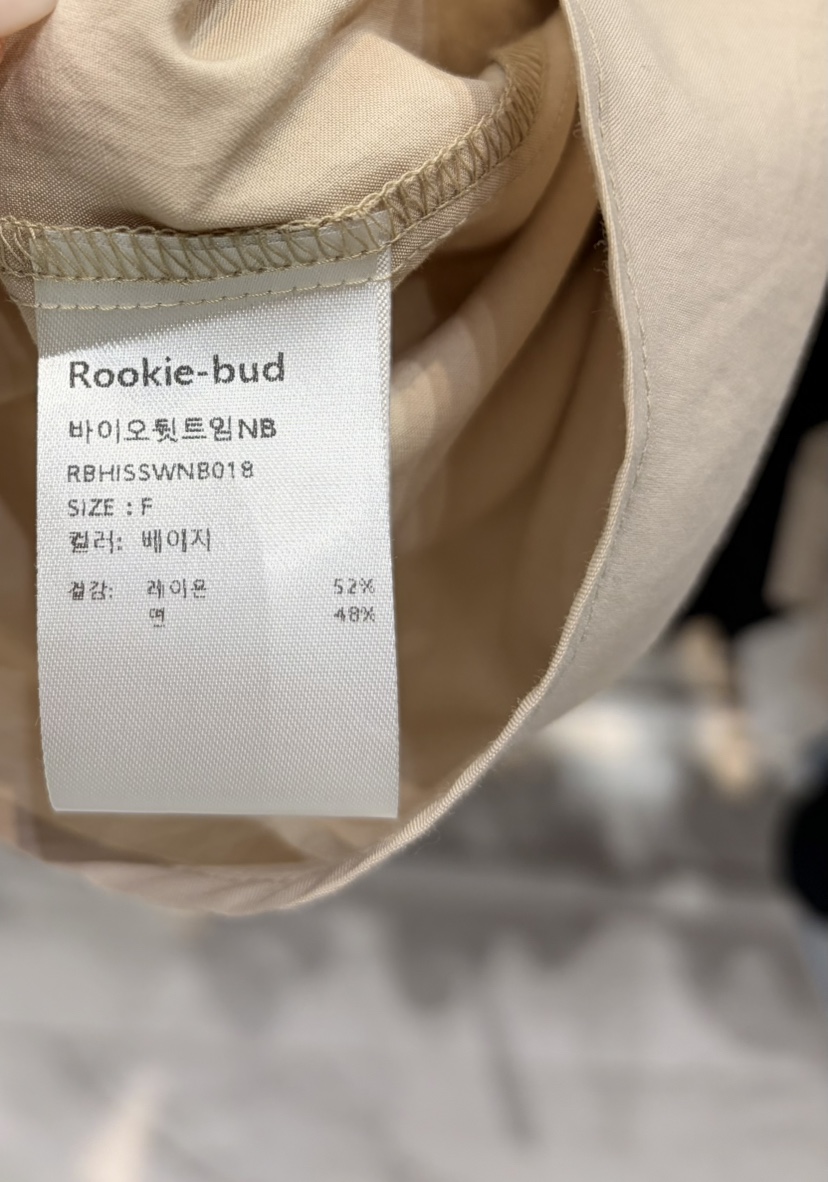 Rookie-bud
바이오뒷트임NB
RBHISSWNB018
SIZE : F
컬러: 베이지
겉감: 레이온 52%
면 48%